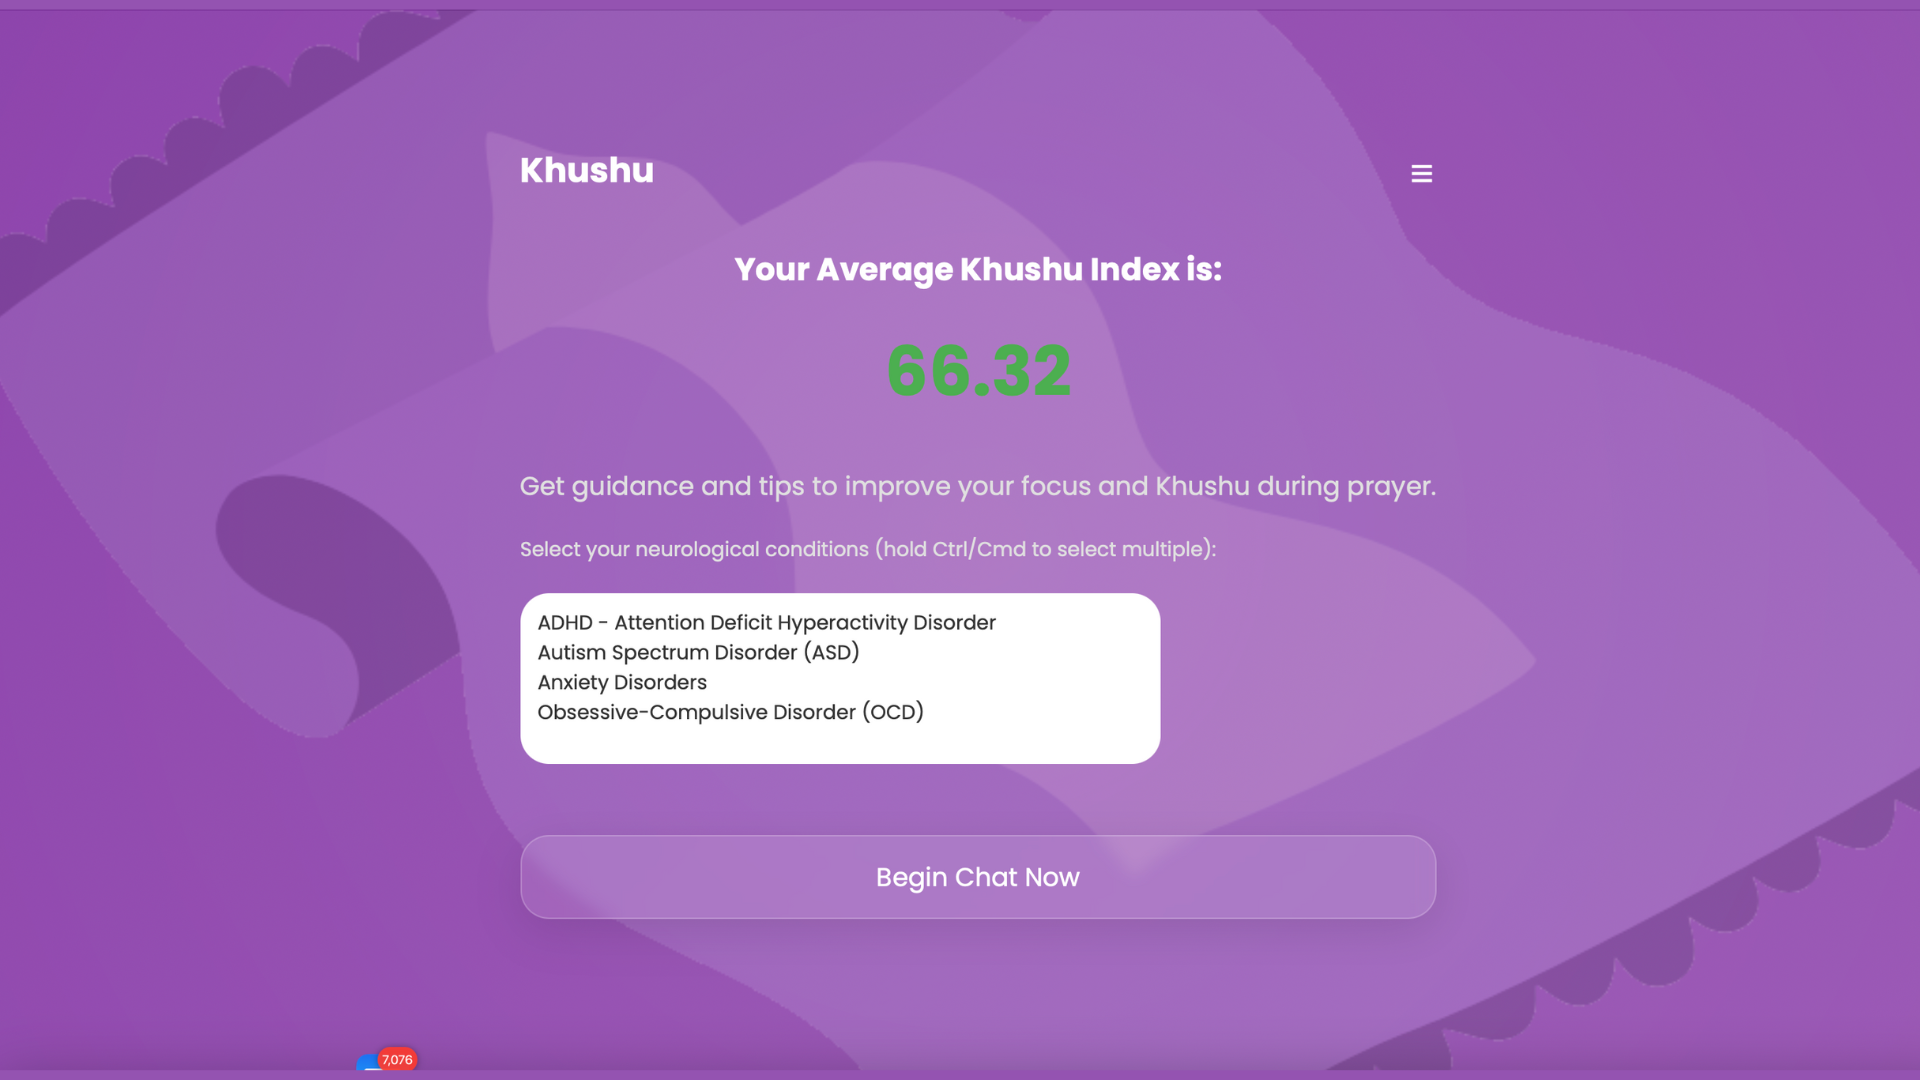 Khushu
Your Average Khushu Index is:
66.32
Get guidance and tips to improve your focus and Khushu during prayer.
Select your neurological conditions (hold Ctrl/Cmd to select multiple):
ADHD - Attention Deficit Hyperactivity Disorder
Autism Spectrum Disorder (ASD)
Anxiety Disorders
Obsessive-Compulsive Disorder (OCD)
Begin Chat Now
7,076